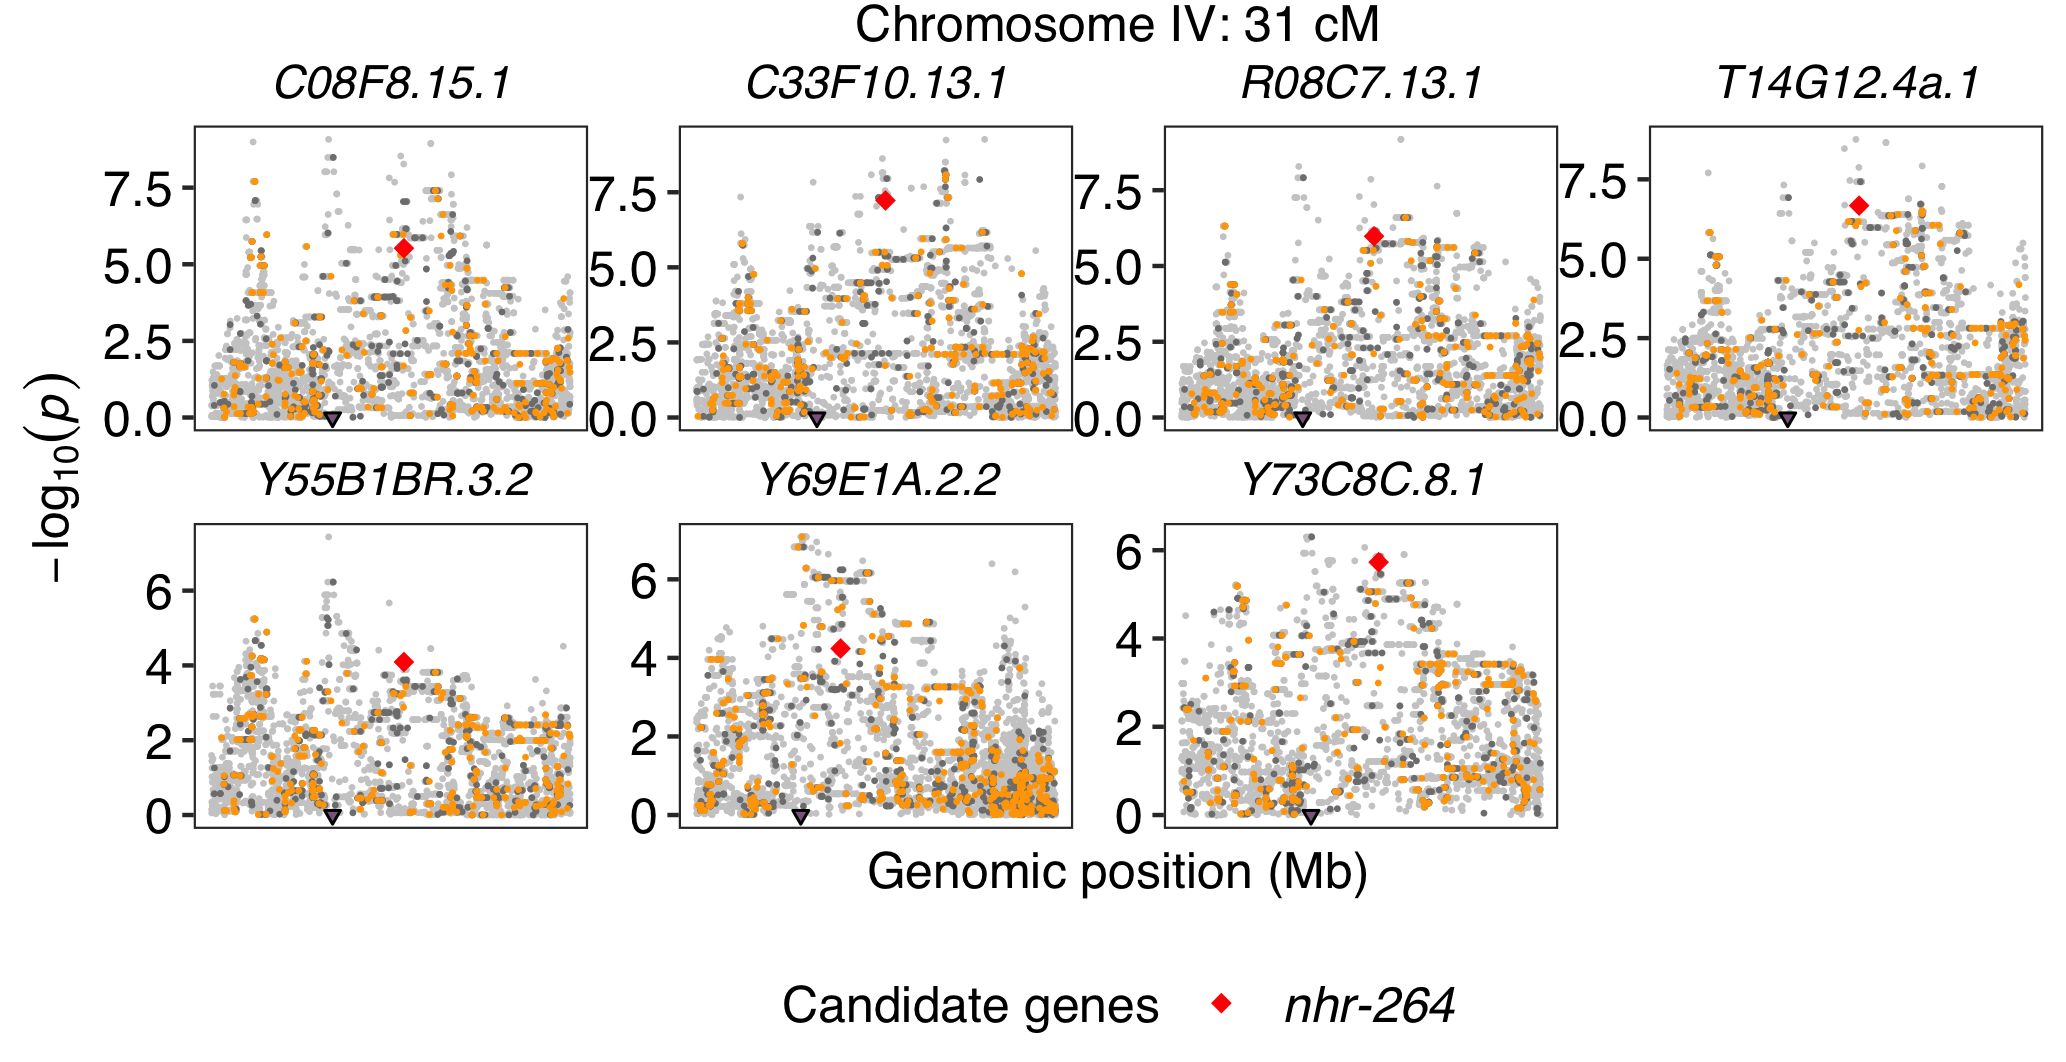 Chromosome IV: 31 cM
C08F8.15.1 C33F10.13.1 R08C7.13.1 T14G12.4a.1
7.5 7.5 7.5 7.5
5.0 5.0 5.0 5.0
2.5 2.5 2.5 2.5
0.0 0.0 0.0 0.0
−log10(p)
Y55B1BR.3.2 Y69E1A.2.2 Y73C8C.8.1
6 6 6
4 4 4
2 2 2
0 0 0
Genomic position (Mb)
Candidate genes nhr-264